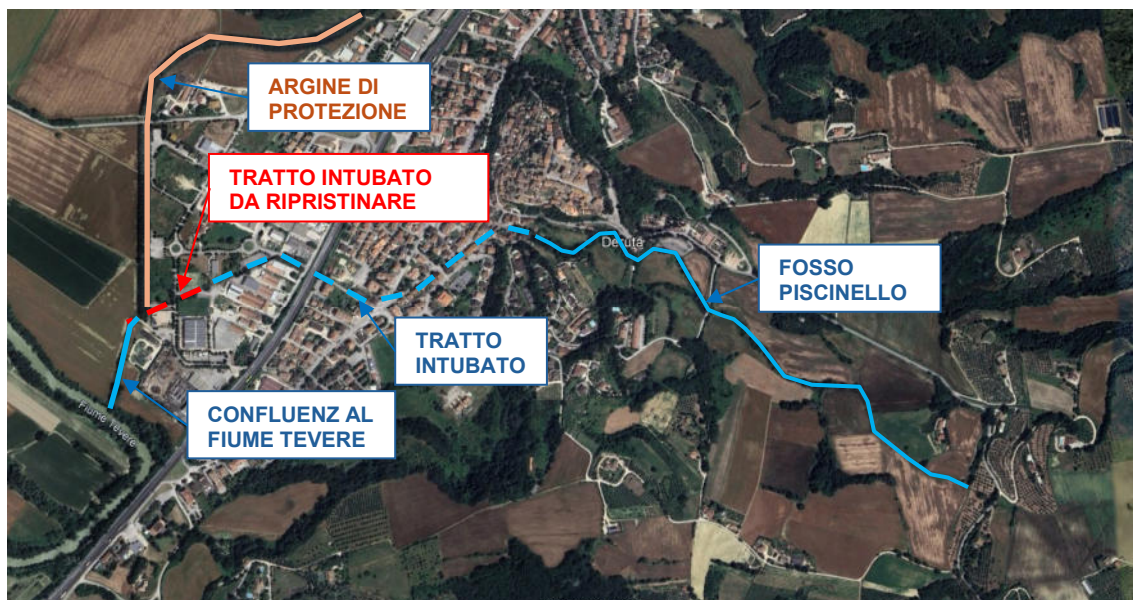 ARGINE DI
PROTEZIONE
TRATTO INTUBATO
DA RIPRISTINARE
Deruta
FOSSO
PISCINELLO
TRATTO
INTUBATO
CONFLUENZ AL
FIUME TEVERE
Fiume Tevere